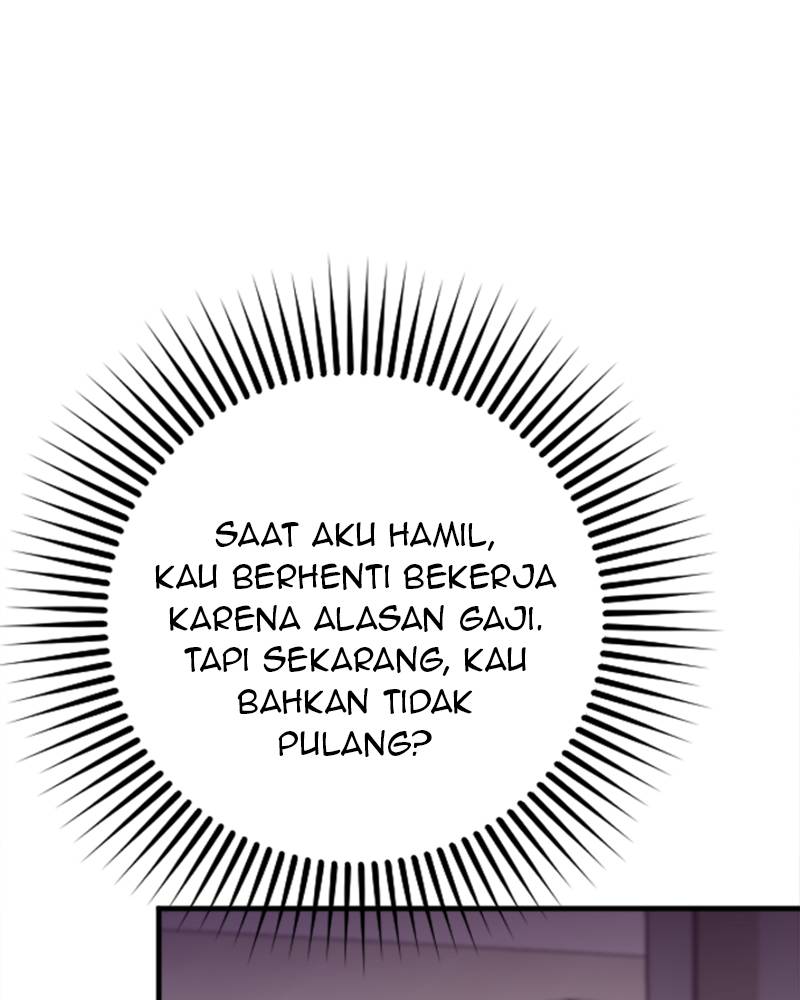 SAAT AKU HAMIL,
KAU BERHENTI BEKERJA
KARENA ALASAN GAJI.
TAPI SEKARANG, KAU
BAHKAN TIDAK
PULANG?